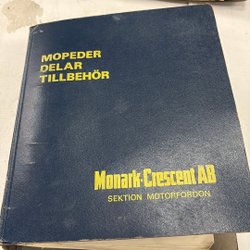 MOPEDER
DELAR
TILLBEHÖR
Monark-Crescent AB
SEKTION MOTORFORDON